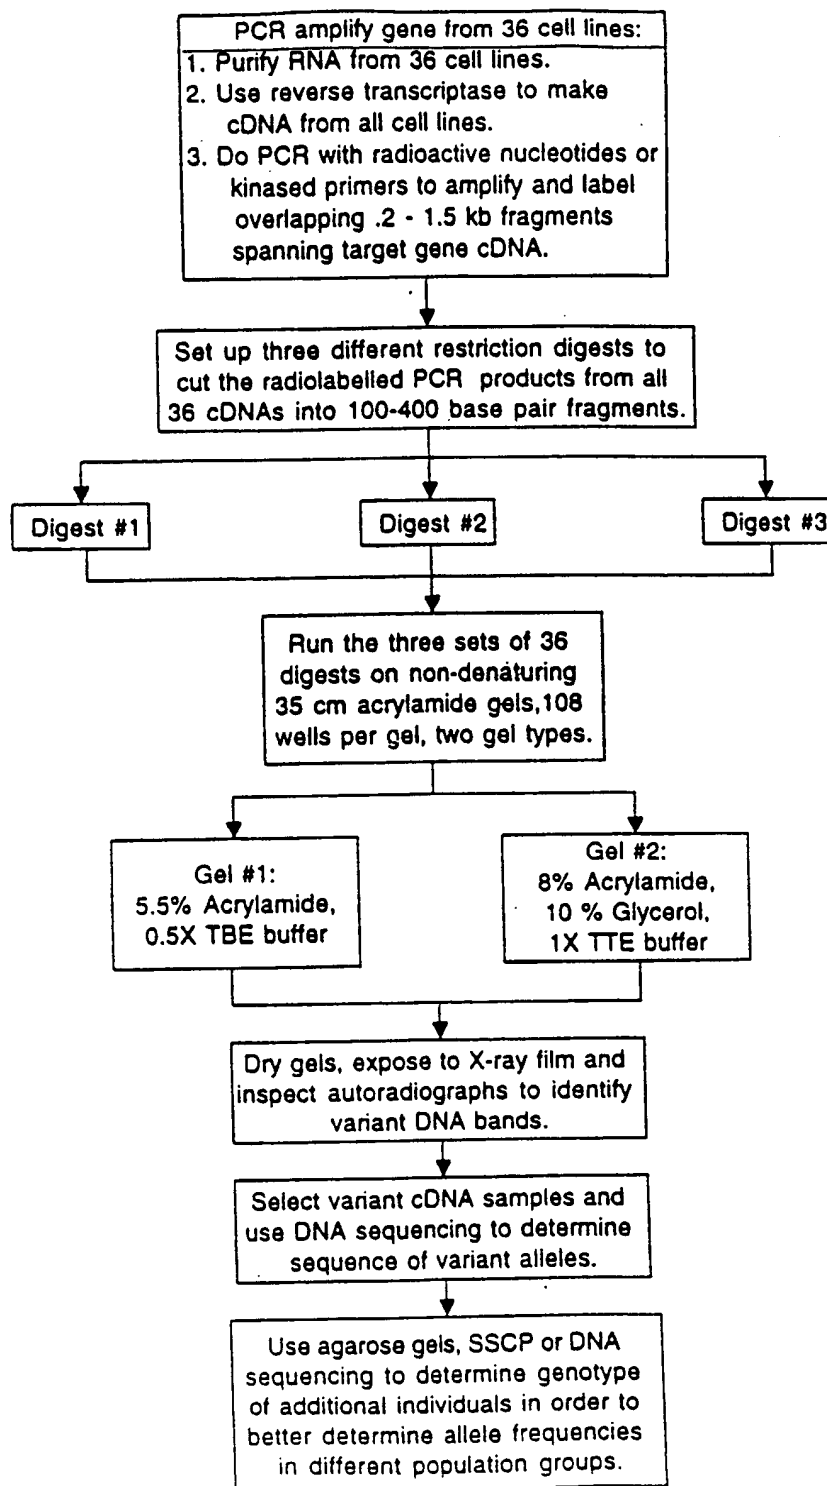 PCR amplify gene from 36 cell lines:
1. Purify RNA from 36 cell lines.
2. Use reverse transcriptase to make
cDNA from all cell lines.
3. Do PCR with radioactive nucleotides or
kinased primers to amplify and label
overlapping .2 - 1.5 kb fragments
spanning target gene cDNA.
Set up three different restriction digests to
cut the radiolabelled PCR products from all
36 cDNAs into 100-400 base pair fragments.
Digest #1
Digest #2
Digest #3
Run the three sets of 36
digests on non-denaturing
35 cm acrylamide gels,108
wells per gel, two gel types.
Gel #1:
5.5% Acrylamide,
0.5X TBE buffer
Gel #2:
8% Acrylamide,
10 % Glycerol,
1X TTE buffer
Dry gels, expose to X-ray film and
inspect autoradiographs to identify
variant DNA bands.
Select variant cDNA samples and
use DNA sequencing to determine
sequence of variant alleles.
Use agarose gels, SSCP or DNA
sequencing to determine genotype
of additional individuals in order to
better determine allele frequencies
in different population groups.